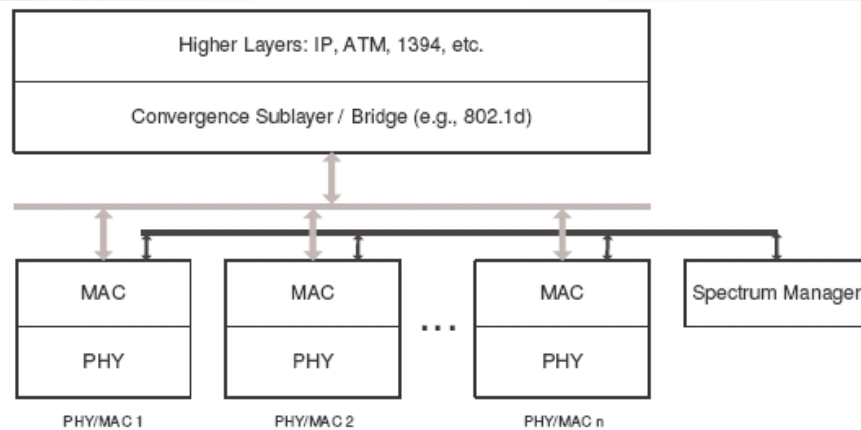 Higher Layers: IP, ATM, 1394, etc.
Convergence Sublayer / Bridge (e.g., 802.1d)
MAC
MAC
MAC
Spectrum Manager
...
PHY
PHY
PHY
PHY/MAC 1
PHY/MAC 2
PHY/MAC n